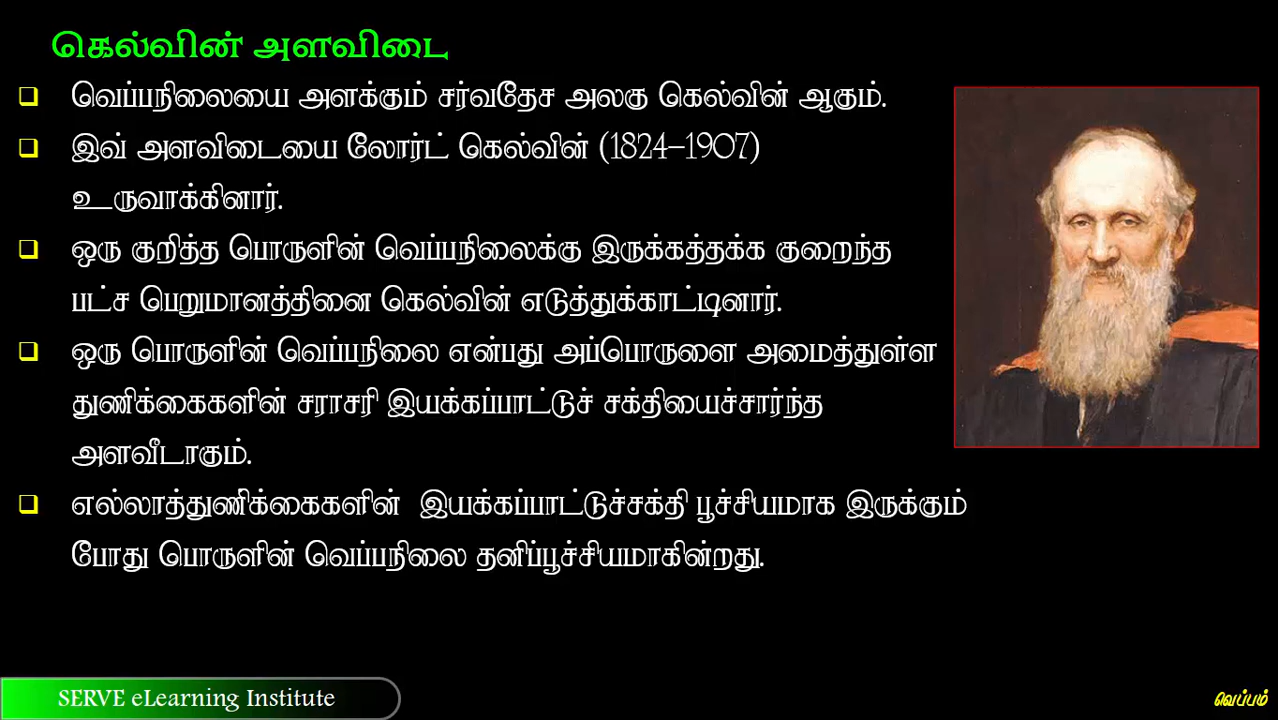 கெல்வின் அளவிடை
❑ வெப்பநிலையை அளக்கும் சர்வதேச அலகு கெல்வின் ஆகும்.
❑ இவ் அளவிடையை லோர்ட் கெல்வின் (1824–1907)
உருவாக்கினார்.
❑ ஒரு குறித்த பொருளின் வெப்பநிலைக்கு இருக்கத்தக்க குறைந்த
பட்ச பெறுமானத்தினை கெல்வின் எடுத்துக்காட்டினார்.
❑ ஒரு பொருளின் வெப்பநிலை என்பது அப்பொருளை அமைத்துள்ள
துணிக்கைகளின் சராசரி இயக்கப்பாட்டுச் சக்தியைச்சார்ந்த
அளவீடாகும்.
❑ எல்லாத்துணிக்கைகளின் இயக்கப்பாட்டுச்சக்தி பூச்சியமாக இருக்கும்
போது பொருளின் வெப்பநிலை தனிப்பூச்சியமாகின்றது.
SERVE eLearning Institute
வெப்பம்